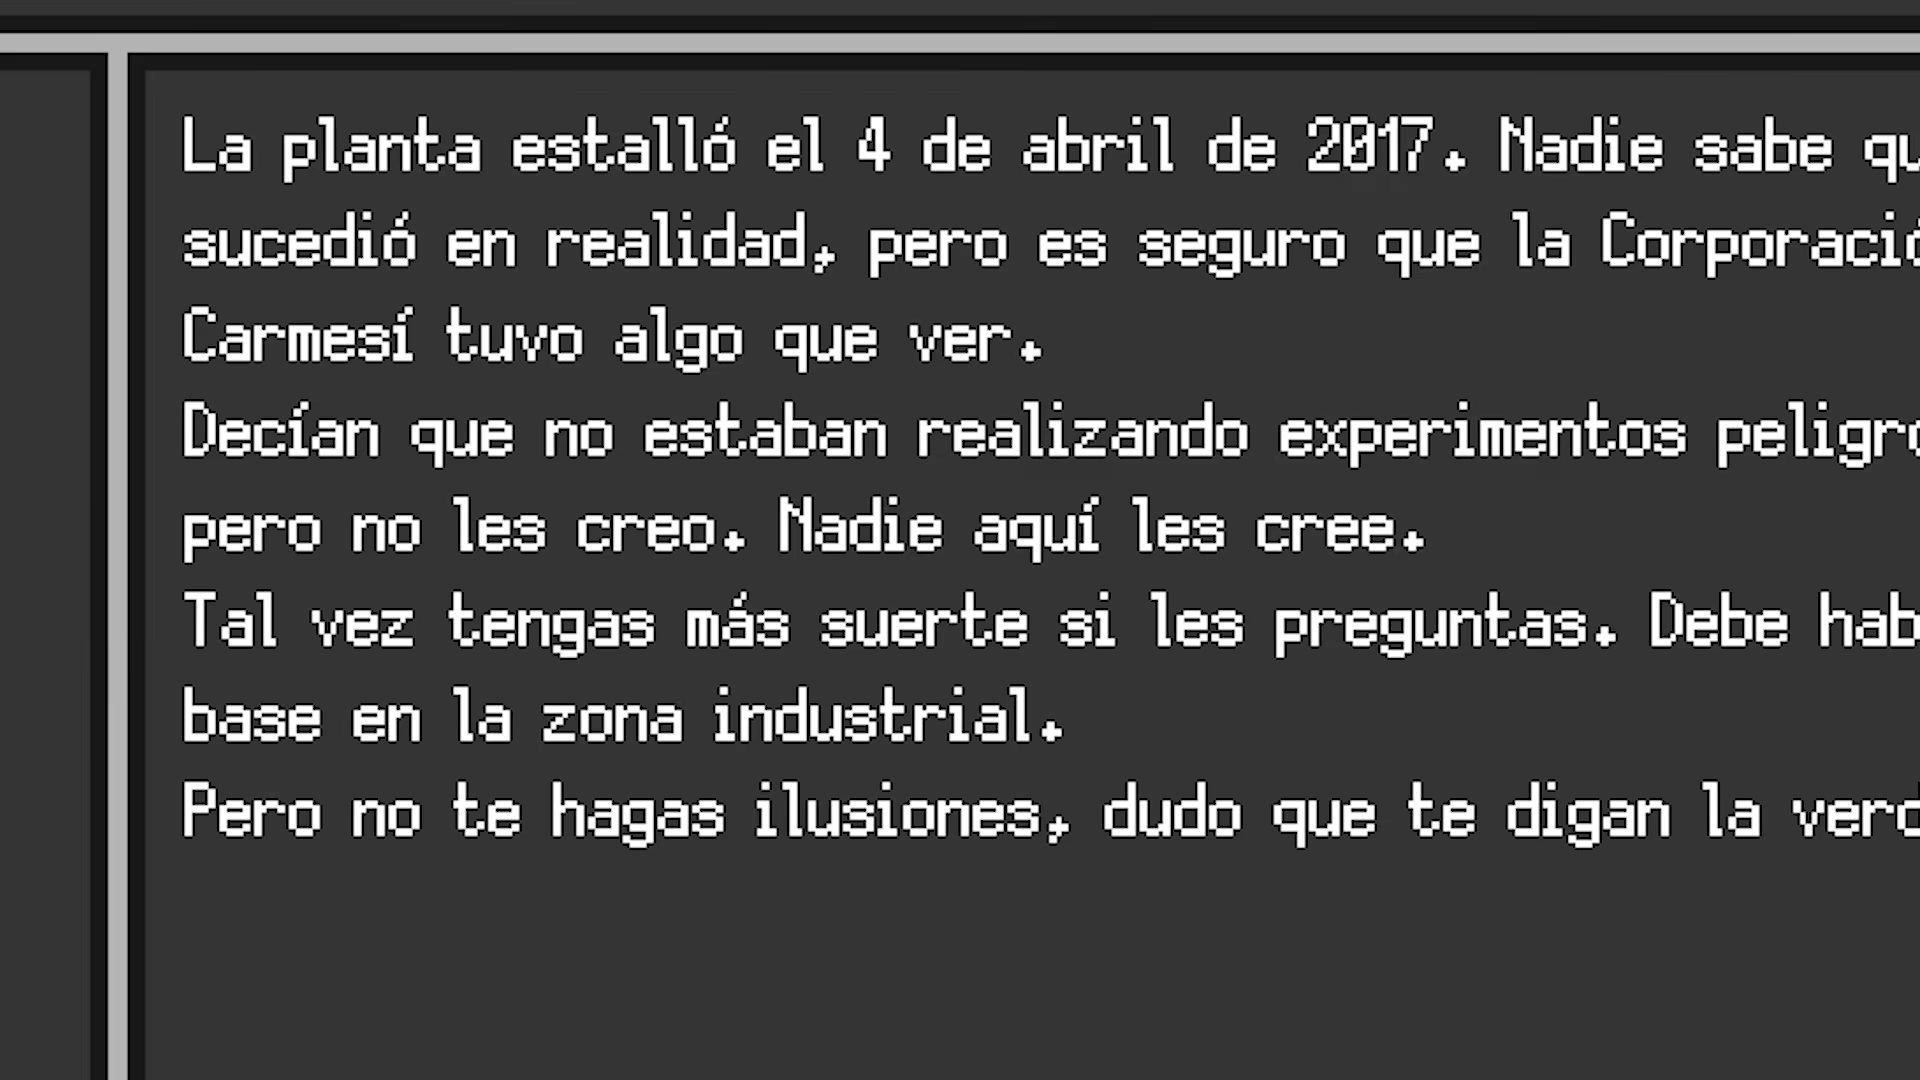 La planta estalló el 4 de abril de 2017. Nadie sabe qu
sucedió en realidad, pero es seguro que la Corporació
Carmesí tuvo algo que ver.
Decían que no estaban realizando experimentos peligro
pero no les creo. Nadie aquí les cree.
Tal vez tengas más suerte si les preguntas. Debe hab
base en la zona industrial.
Pero no te hagas ilusiones, dudo que te digan la verd